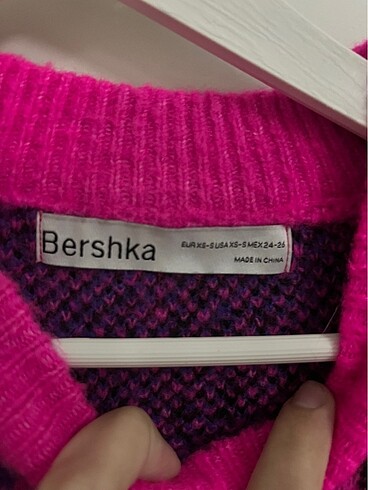 Bershka
EUR XS-S USA XS-S MEX 24-26
MADE IN CHINA